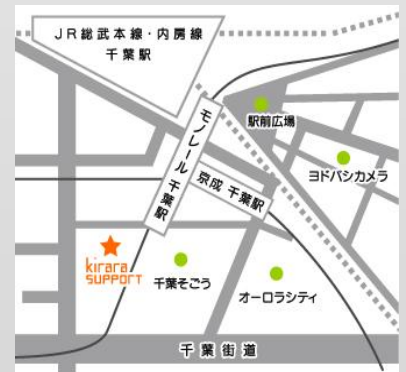 JR総武本線・内房線
千葉駅
モノレール 千葉駅
駅前広場
ヨドバシカメラ
京成 千葉駅
kirara
SUPPORT
千葉そごう
オーロラシティ
千葉街道